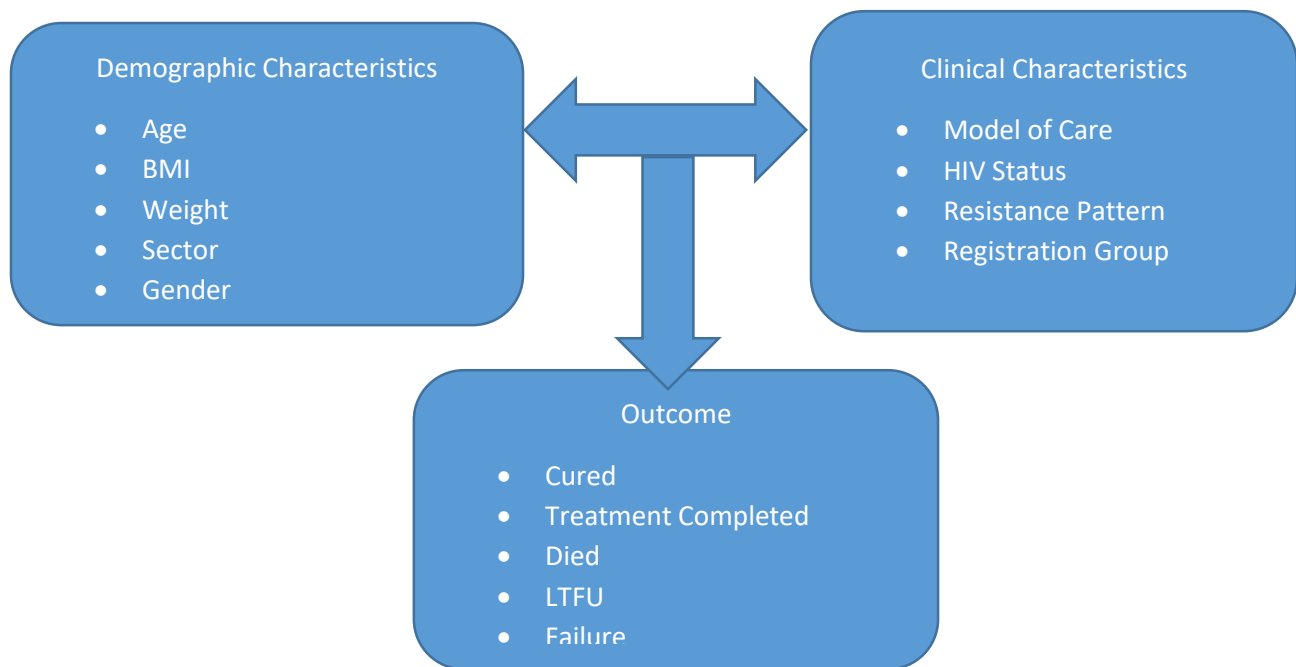 Demographic Characteristics
• Age
• BMI
• Weight
• Sector
• Gender
Clinical Characteristics
• Model of Care
• HIV Status
• Resistance Pattern
• Registration Group
Outcome
• Cured
• Treatment Completed
• Died
• LTFU
• Failure